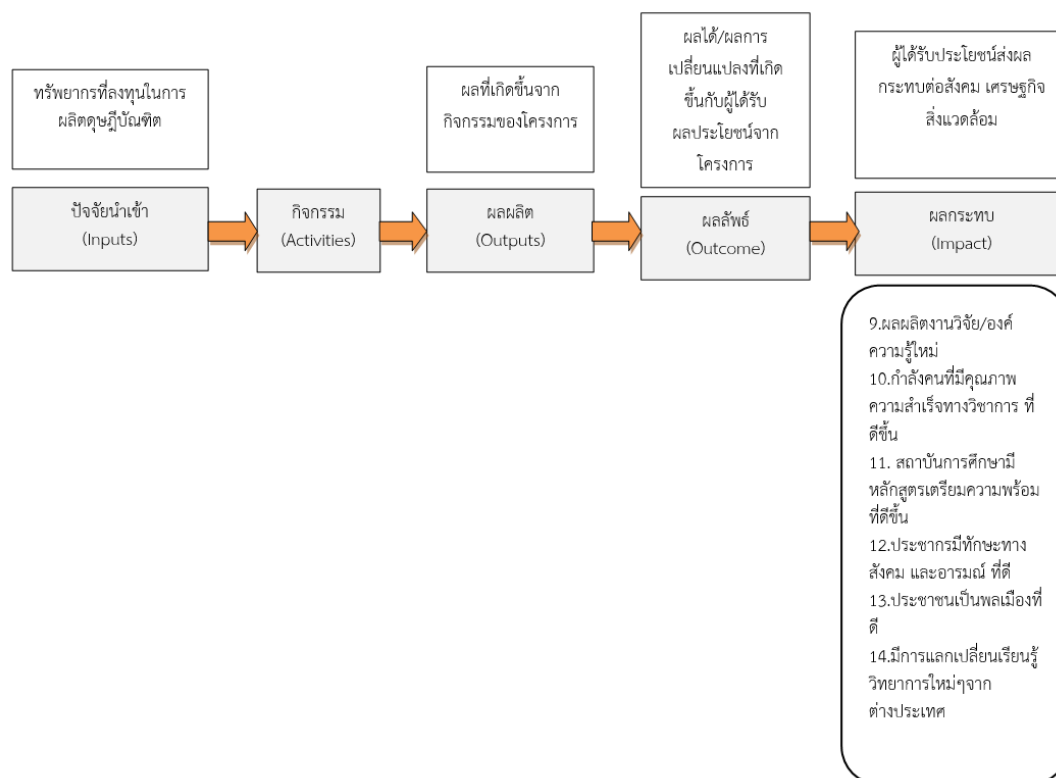 ทรัพยากรที่ลงทุนในการ
ผลิตดุษฎีบัณฑิต
ผลที่เกิดขึ้นจาก
กิจกรรมของโครงการ
ผลได้/ผลการ
เปลี่ยนแปลงที่เกิด
ขึ้นกับผู้ได้รับ
ผลประโยชน์จาก
โครงการ
ผู้ได้รับประโยชน์ส่งผล
กระทบต่อสังคม เศรษฐกิจ
สิ่งแวดล้อม
ปัจจัยนำเข้า
(Inputs)
กิจกรรม
(Activities)
ผลผลิต
(Outputs)
ผลลัพธ์
(Outcome)
ผลกระทบ
(Impact)
9.ผลผลิตงานวิจัย/องค์
ความรู้ใหม่
10.กำลังคนที่มีคุณภาพ
ความสำเร็จทางวิชาการ ที่
ดีขึ้น
11. สถาบันการศึกษามี
หลักสูตรเตรียมความพร้อม
ที่ดีขึ้น
12.ประชากรมีทักษะทาง
สังคม และอารมณ์ ที่ดี
13.ประชาชนเป็นพลเมืองที่
ดี
14.มีการแลกเปลี่ยนเรียนรู้
วิทยาการใหม่ๆจาก
ต่างประเทศ